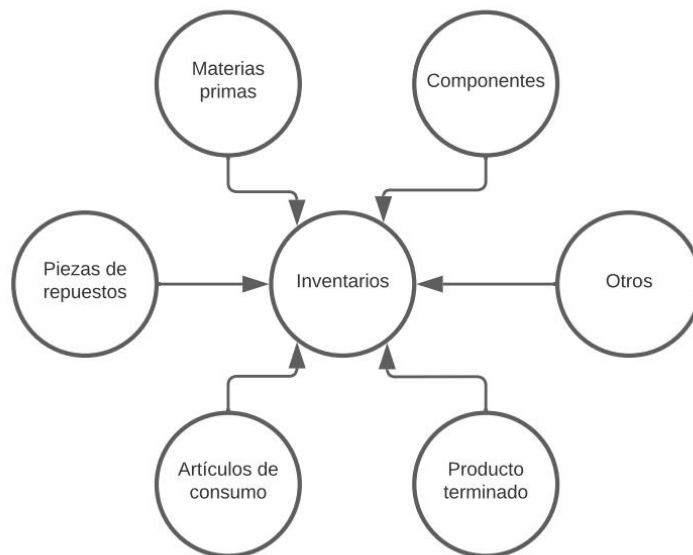 Materias
primas
Componentes
Piezas de
repuestos
Inventarios
Otros
Artículos de
consumo
Producto
terminado